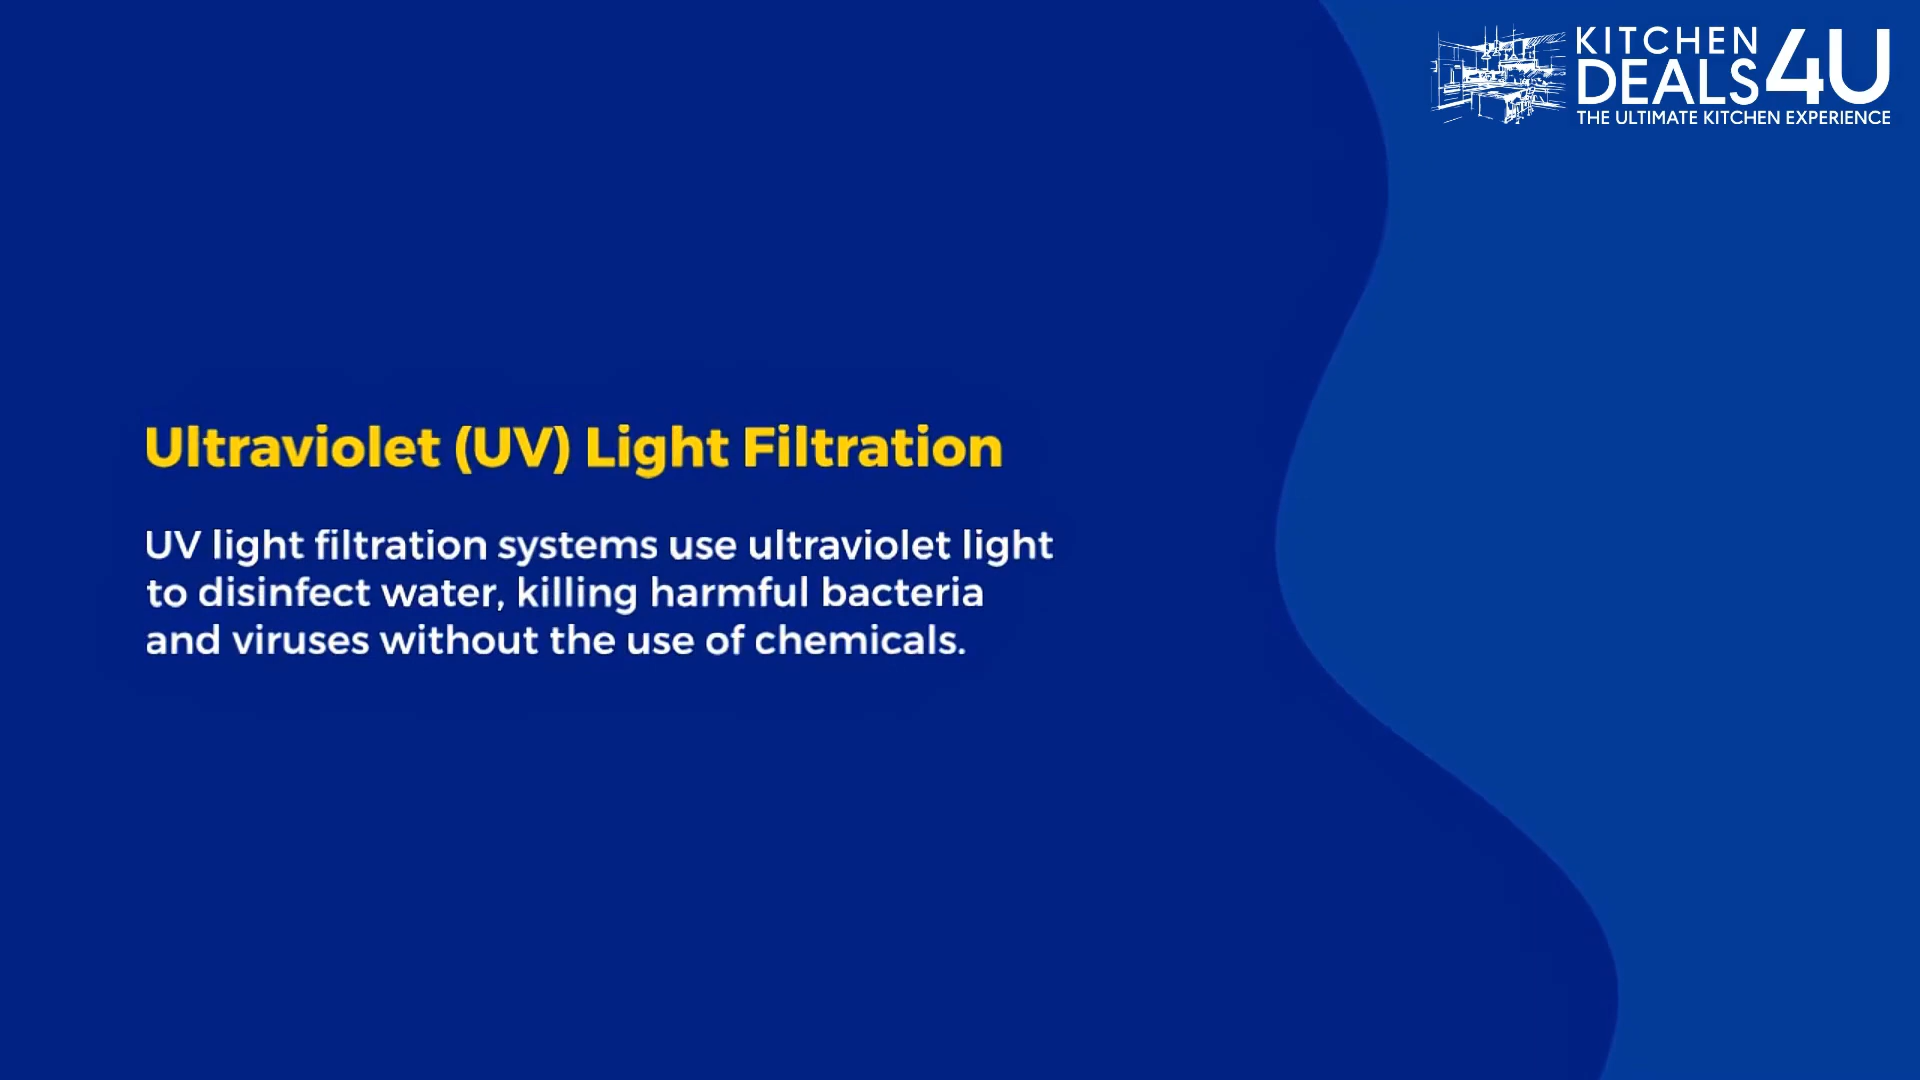 KITCHEN
DEALS4U
THE ULTIMATE KITCHEN EXPERIENCE
Ultraviolet (UV) Light Filtration
UV light filtration systems use ultraviolet light
to disinfect water, killing harmful bacteria
and viruses without the use of chemicals.